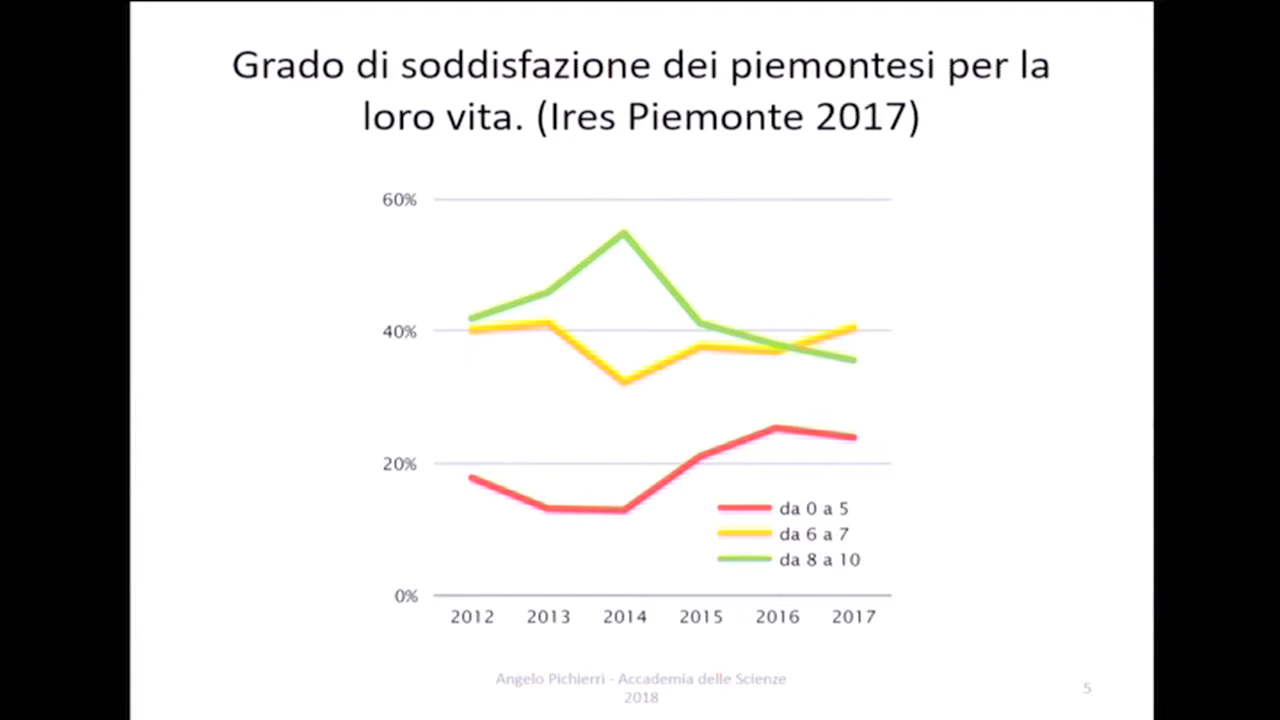 Grado di soddisfazione dei piemontesi per la
loro vita. (Ires Piemonte 2017)
60%
40%
20%
0%
da 0 a 5
da 6 a 7
da 8 a 10
2012 2013 2014 2015 2016 2017
Angelo Pichierri - Accademia delle Scienze
2018
5